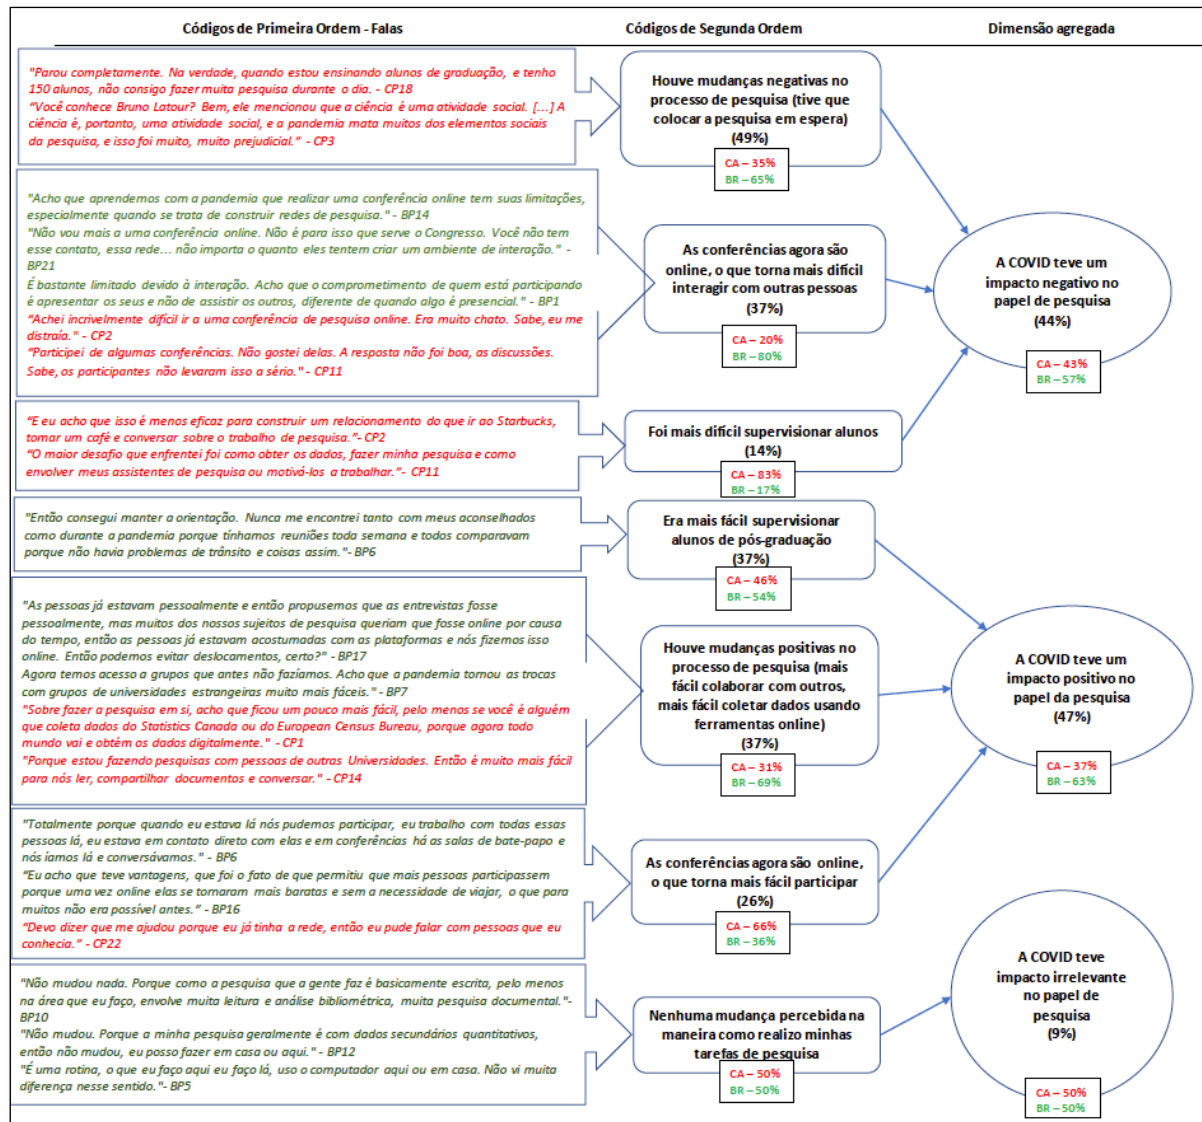 Códigos de Primeira Ordem - Falas
Códigos de Segunda Ordem
Dimensão agregada
"Parou completamente. Na verdade, quando estou ensinando alunos de graduação, e tenho
150 alunos, não consigo fazer muita pesquisa durante o dia. - CP18
“Você conhece Bruno Latour? Bem, ele mencionou que a ciência é uma atividade social. [...] A
ciência é, portanto, uma atividade social, e a pandemia mata muitos dos elementos sociais
da pesquisa, e isso foi muito, muito prejudicial.” - CP3
Houve mudanças negativas no
processo de pesquisa (tive que
colocar a pesquisa em espera)
(49%)
CA – 35%
BR – 65%
"Acho que aprendemos com a pandemia que realizar uma conferência online tem suas limitações,
especialmente quando se trata de construir redes de pesquisa." - BP14
"Não vou mais a uma conferência online. Não é para isso que serve o Congresso. Você não tem
esse contato, essa rede... não importa o quanto eles tentem criar um ambiente de interação." -
BP21
É bastante limitado devido à interação. Acho que o comprometimento de quem está participando
é apresentar os seus e não de assistir os outros, diferente de quando algo é presencial." - BP1
“Achei incrivelmente difícil ir a uma conferência de pesquisa online. Era muito chato. Sabe, eu me
distraía." - CP2
“Participei de algumas conferências. Não gostei delas. A resposta não foi boa, as discussões.
Sabe, os participantes não levaram isso a sério." - CP11
As conferências agora são
online, o que torna mais difícil
interagir com outras pessoas
(37%)
CA – 20%
BR – 80%
A COVID teve um
impacto negativo no
papel de pesquisa
(44%)
CA – 43%
BR – 57%
“E eu acho que isso é menos eficaz para construir um relacionamento do que ir ao Starbucks,
tomar um café e conversar sobre o trabalho de pesquisa.”- CP2
“O maior desafio que enfrentei foi como obter os dados, fazer minha pesquisa e como
envolver meus assistentes de pesquisa ou motivá-los a trabalhar.”- CP11
Foi mais difícil supervisionar alunos
(14%)
CA – 83%
BR – 17%
"Então consegui manter a orientação. Nunca me encontrei tanto com meus aconselhados
como durante a pandemia porque tínhamos reuniões toda semana e todos comparavam
porque não havia problemas de trânsito e coisas assim."- BP6
Era mais fácil supervisionar
alunos de pós-graduação
(37%)
CA – 46%
BR – 54%
"As pessoas já estavam pessoalmente e então propusemos que as entrevistas fosse
pessoalmente, mas muitos dos nossos sujeitos de pesquisa queriam que fosse online por causa
do tempo, então as pessoas já estavam acostumadas com as plataformas e nós fizemos isso
online. Então podemos evitar deslocamentos, certo?" - BP17
Agora temos acesso a grupos que antes não fazíamos. Acho que a pandemia tornou as trocas
com grupos de universidades estrangeiras muito mais fáceis." - BP7
"Sobre fazer a pesquisa em si, acho que ficou um pouco mais fácil, pelo menos se você é alguém
que coleta dados do Statistics Canada ou do European Census Bureau, porque agora todo
mundo vai e obtém os dados digitalmente." - CP1
"Porque estou fazendo pesquisas com pessoas de outras Universidades. Então é muito mais fácil
para nós ler, compartilhar documentos e conversar." - CP14
Houve mudanças positivas no
processo de pesquisa (mais
fácil colaborar com outros,
mais fácil coletar dados usando
ferramentas online)
(37%)
CA – 31%
BR – 69%
A COVID teve um
impacto positivo no
papel da pesquisa
(47%)
CA – 37%
BR – 63%
"Totalmente porque quando eu estava lá nós pudemos participar, eu trabalho com todas essas
pessoas lá, eu estava em contato direto com elas e em conferências há as salas de bate-papo e
nós íamos lá e conversávamos." - BP6
“Eu acho que teve vantagens, que foi o fato de que permitiu que mais pessoas participassem
porque uma vez online elas se tornaram mais baratas e sem a necessidade de viajar, o que para
muitos não era possível antes.” - BP16
“Devo dizer que me ajudou porque eu já tinha a rede, então eu pude falar com pessoas que eu
conhecia.” - CP22
As conferências agora são online,
o que torna mais fácil participar
(26%)
CA – 66%
BR – 36%
"Não mudou nada. Porque como a pesquisa que a gente faz é basicamente escrita, pelo menos
na área que eu faço, envolve muita leitura e análise bibliométrica, muita pesquisa documental."-
BP10
"Não mudou. Porque a minha pesquisa geralmente é com dados secundários quantitativos,
então não mudou, eu posso fazer em casa ou aqui." - BP12
"É uma rotina, o que eu faço aqui eu faço lá, uso o computador aqui ou em casa. Não vi muita
diferença nesse sentido."- BP5
Nenhuma mudança percebida na
maneira como realizo minhas
tarefas de pesquisa
CA – 50%
BR – 50%
A COVID teve
impacto irrelevante
no papel de
pesquisa
(9%)
CA – 50%
BR – 50%